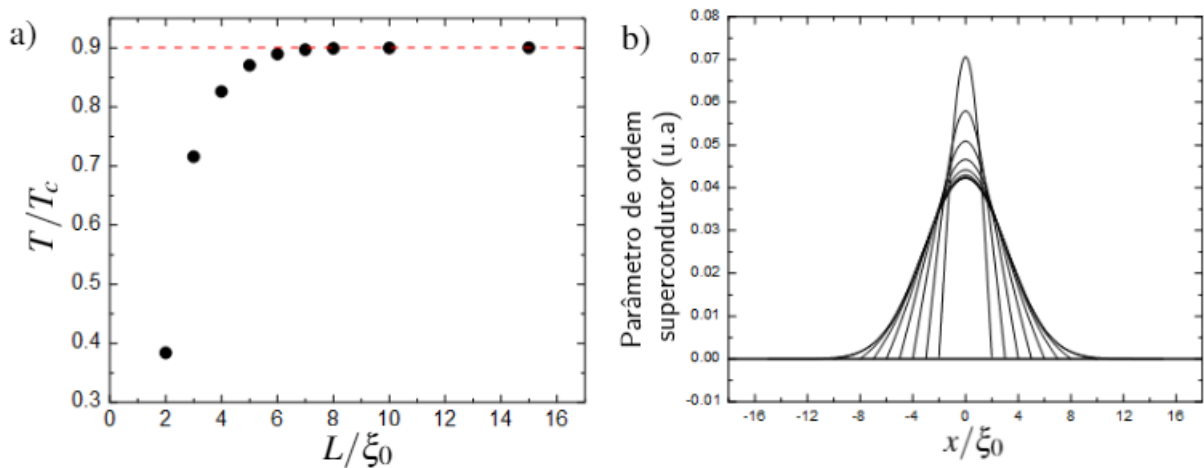 a)
0.9
0.8
0.7
0.6
0.5
0.4
0.3
0 2 4 6 8 10 12 14 16
T/T_c
L/ξ₀
b)
0.08
0.07
0.06
0.05
0.04
0.03
0.02
0.01
0.00
-0.01
-16 -12 -8 -4 0 4 8 12 16
Parâmetro de ordem
supercondutor (u.a)
x/ξ₀